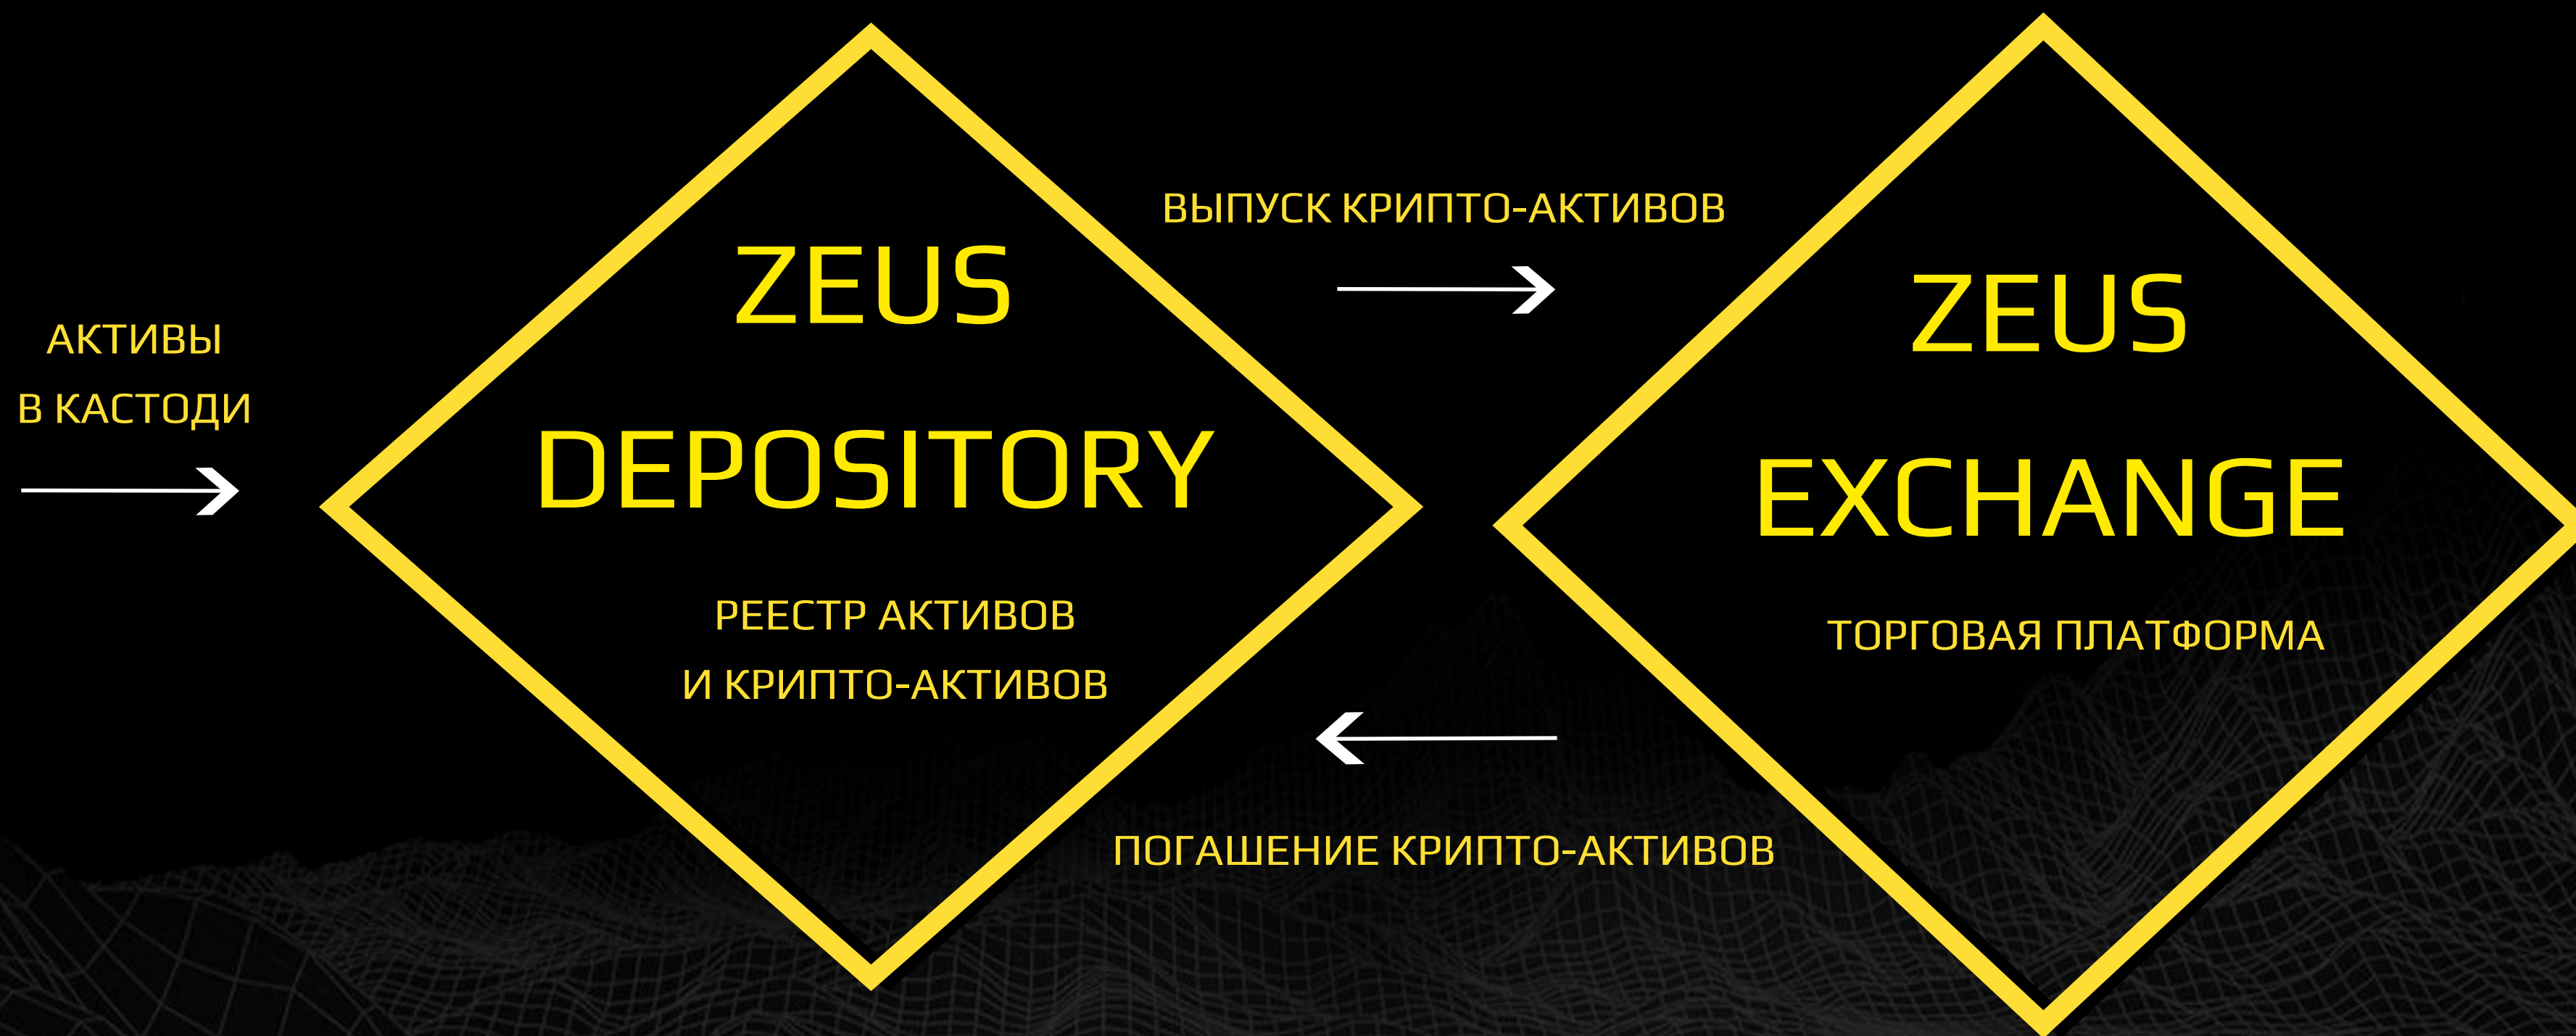 АКТИВЫ
В КАСТОДИ
ZEUS
DEPOSITORY
РЕЕСТР АКТИВОВ
И КРИПТО-АКТИВОВ
ВЫПУСК КРИПТО-АКТИВОВ
ПОГАШЕНИЕ КРИПТО-АКТИВОВ
ZEUS
EXCHANGE
ТОРГОВАЯ ПЛАТФОРМА